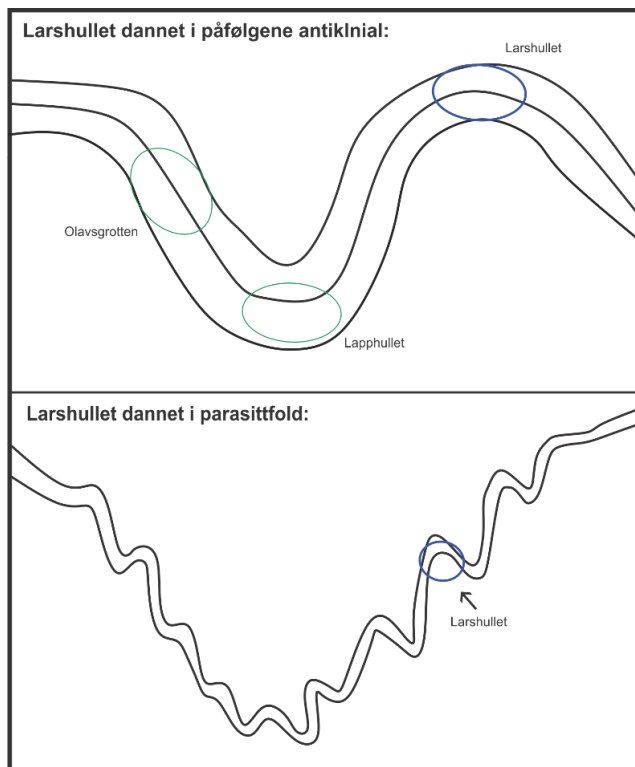 Larshullet dannet i påfølgene antiklnial:
Larshullet
Olavsgrotten
Lapphullet
Larshullet dannet i parasittfold:
Larshullet